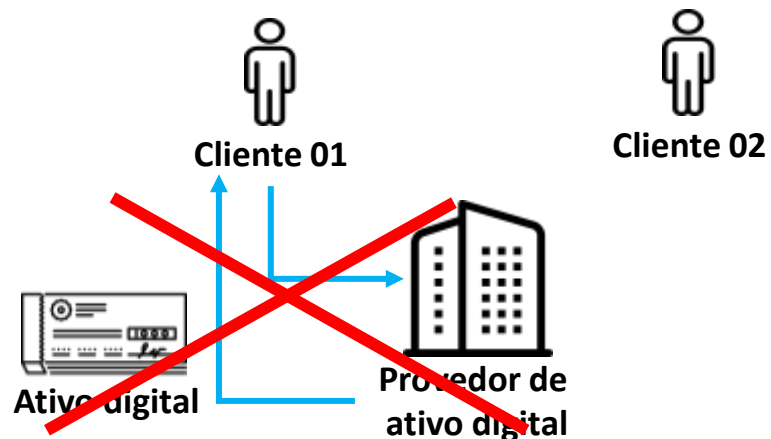 Cliente 01
Cliente 02
Ativo digital
Provedor de
ativo digital